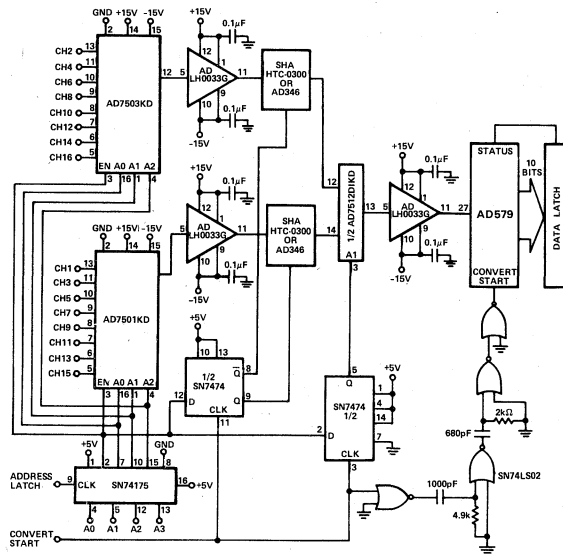 GND +15V -15V
2 14 15
CH2 13
CH4 11
CH6 10
CH8 9
CH10 8
CH12 7
CH14 6
CH16 5
AD7503KD
EN A0 A1 A2
3 16 1 4
12
+15V
0.1µF
12 1
5 AD LH0033G 11
10 9
0.1µF
-15V
SHA
HTC-0300
OR
AD346
GND +15V -15V
2 14 15
CH1 13
CH3 11
CH5 10
CH7 9
CH9 8
CH11 7
CH13 6
CH15 5
AD7501KD
EN A0 A1 A2
3 16 1 4
+15V
0.1µF
12 1
5 AD LH0033G 11
10 9
0.1µF
-15V
SHA
HTC-0300
OR
AD346
12
14
1/2 AD7512DIKD
A1
3
13
+15V
0.1µF
12 1
5 AD LH0033G 11
10 9
0.1µF
-15V
27
STATUS
AD579
CONVERT
START
10
BITS
DATA LATCH
+5V
10 13
1/2
SN7474
Q 8
12 D Q 9
CLK
11
5
Q
SN7474
1/2
+5V
1
4
14
7
2 D
CLK
3
2kΩ
680pF
SN74LS02
1000pF
4.9k
+5V GND
1 2 7 10 15 8
ADDRESS
LATCH
9 CLK SN74175 16 +5V
4 5 12 13
A0 A1 A2 A3
CONVERT
START